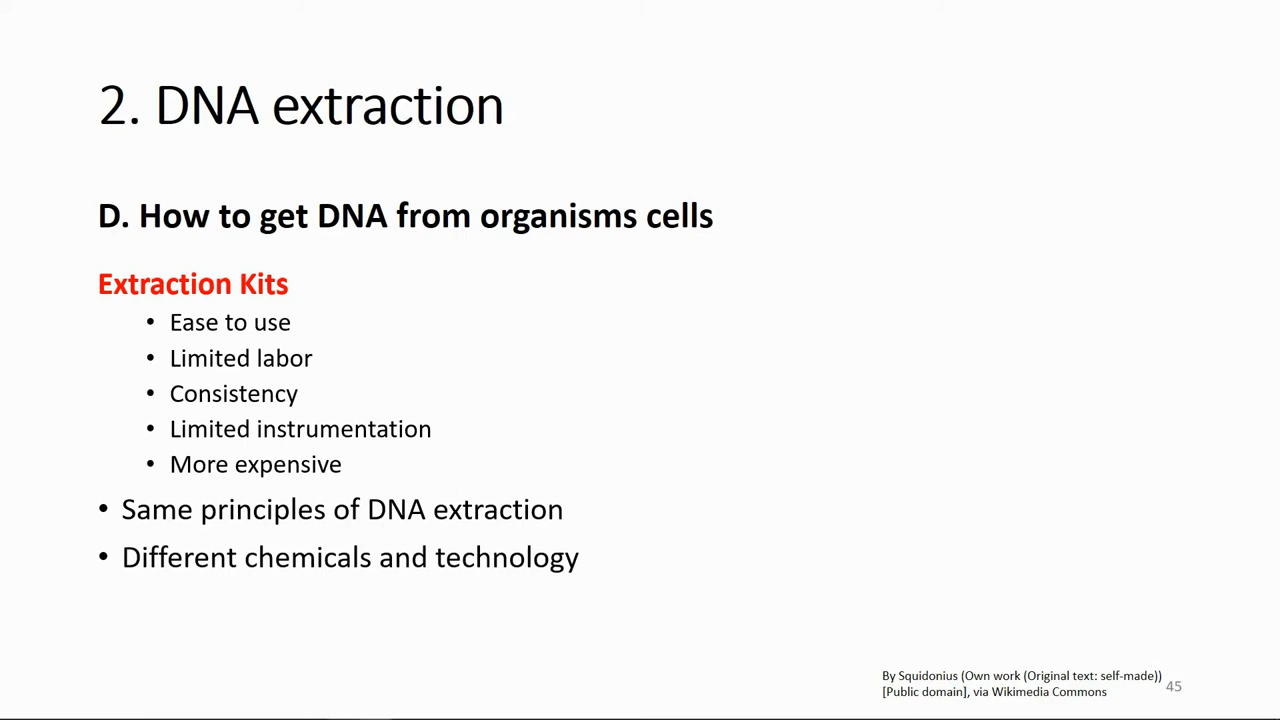 2. DNA extraction
D. How to get DNA from organisms cells
Extraction Kits
• Ease to use
• Limited labor
• Consistency
• Limited instrumentation
• More expensive
• Same principles of DNA extraction
• Different chemicals and technology
By Squidonius (Own work (Original text: self-made))
[Public domain], via Wikimedia Commons
45